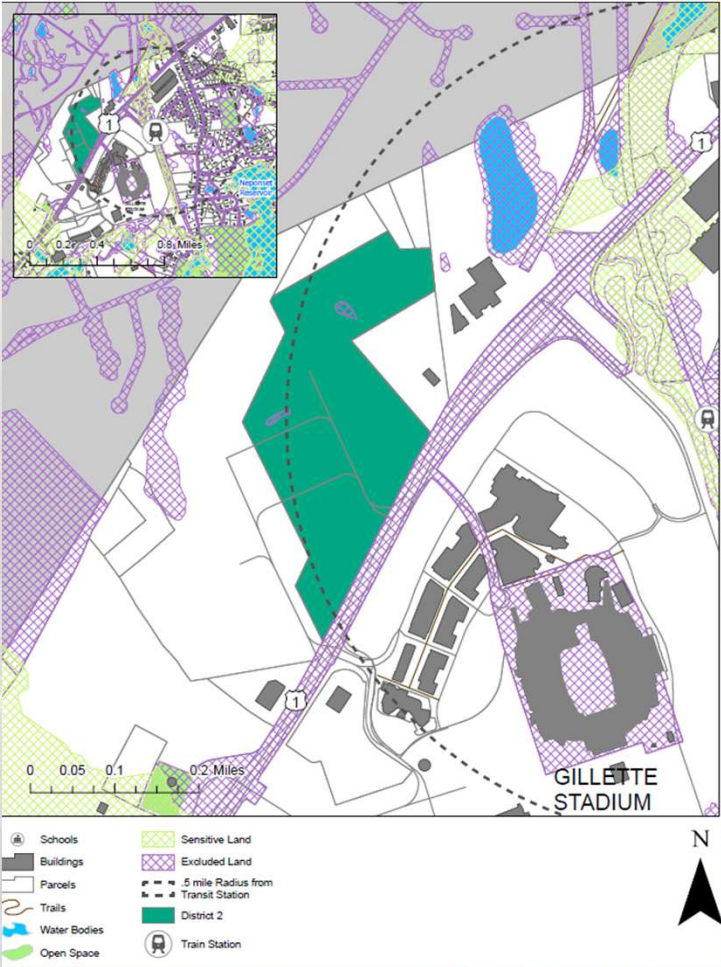 1
Neponset
Reservoir
0 0.2 0.4 0.8 Miles
1
1
0 0.05 0.1 0.2 Miles
GILLETTE
STADIUM
Schools
Buildings
Parcels
Trails
Water Bodies
Open Space
Sensitive Land
Excluded Land
.5 mile Radius from
Transit Station
District 2
Train Station
N